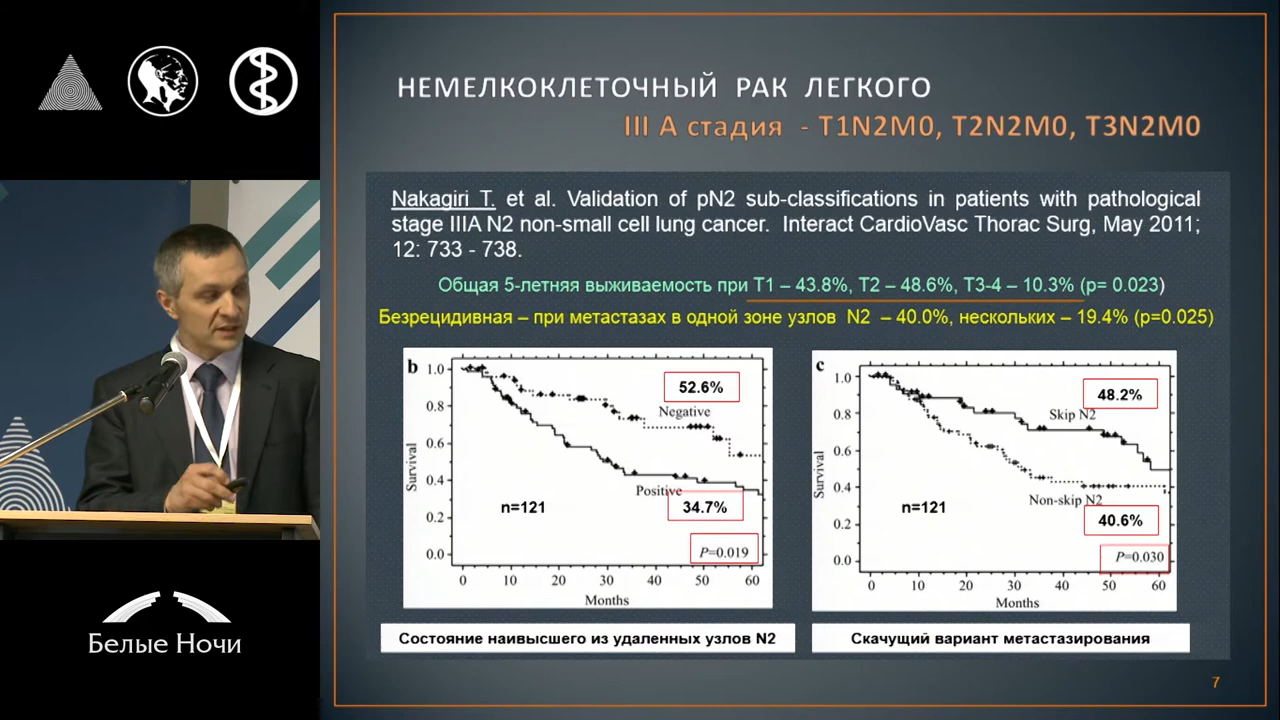 НЕМЕЛКОКЛЕТОЧНЫЙ РАК ЛЕГКОГО
III А стадия - T1N2M0, T2N2M0, T3N2M0
Nakagiri T. et al. Validation of pN2 sub-classifications in patients with pathological
stage IIIA N2 non-small cell lung cancer. Interact CardioVasc Thorac Surg, May 2011;
12: 733 - 738.
Общая 5-летняя выживаемость при Т1 – 43.8%, Т2 – 48.6%, Т3-4 – 10.3% (p= 0.023)
Безрецидивная – при метастазах в одной зоне узлов N2 – 40.0%, нескольких – 19.4% (p=0.025)
b
1.0
0.8
0.6
0.4
0.2
0.0
Survival
52.6%
Negative
Positive
34.7%
n=121
P=0.019
0 10 20 30 40 50 60
Months
Состояние наивысшего из удаленных узлов N2
c
1.0
0.8
0.6
0.4
0.2
0.0
Survival
48.2%
Skip N2
Non-skip N2
40.6%
n=121
P=0.030
0 10 20 30 40 50 60
Months
Скачущий вариант метастазирования
7
Белые Ночи